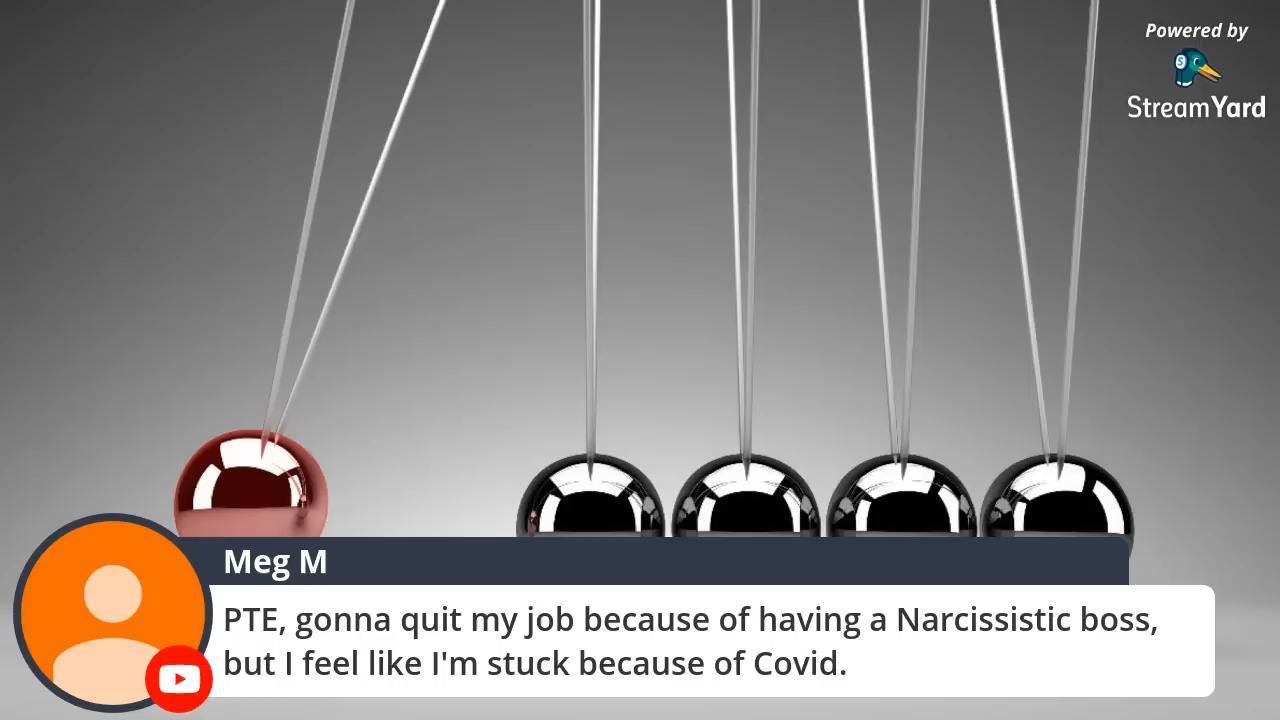 Powered by
StreamYard
Meg M
PTE, gonna quit my job because of having a Narcissistic boss,
but I feel like I'm stuck because of Covid.